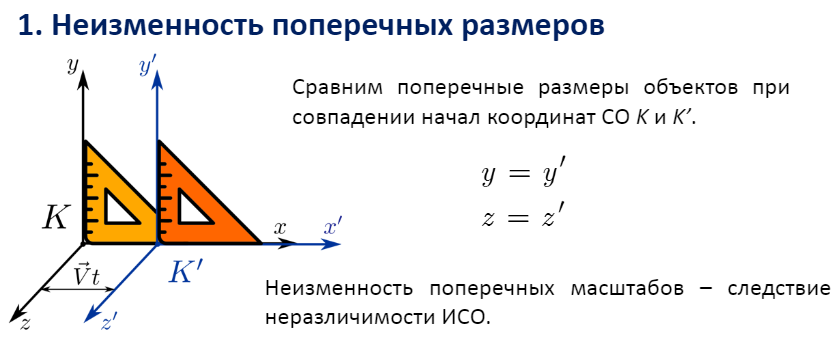 1. Неизменность поперечных размеров
y
y′
Сравним поперечные размеры объектов при
совпадении начал координат СО K и K′.
y = y′
z = z′
K
x
x′
K′
V⃗t
z
z′
Неизменность поперечных масштабов – следствие
неразличимости ИСО.